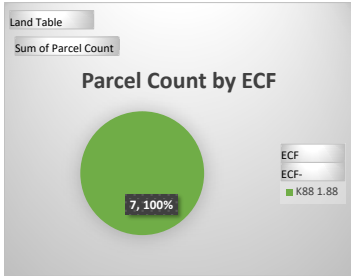 Land Table
Sum of Parcel Count
Parcel Count by ECF
7, 100%
ECF
ECF-
K88 1.88